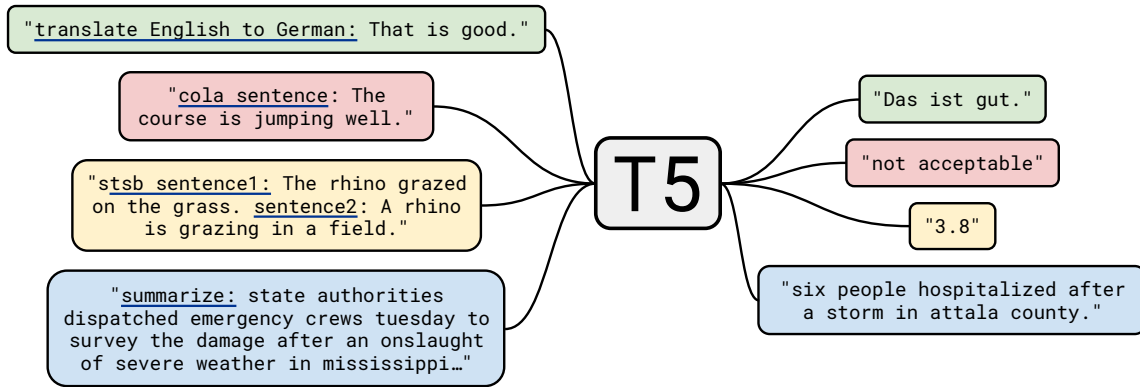 "translate English to German: That is good."
"cola sentence: The
course is jumping well."
"stsb sentence1: The rhino grazed
on the grass. sentence2: A rhino
is grazing in a field."
"summarize: state authorities
dispatched emergency crews tuesday to
survey the damage after an onslaught
of severe weather in mississippi…"
T5
"Das ist gut."
"not acceptable"
"3.8"
"six people hospitalized after
a storm in attala county."